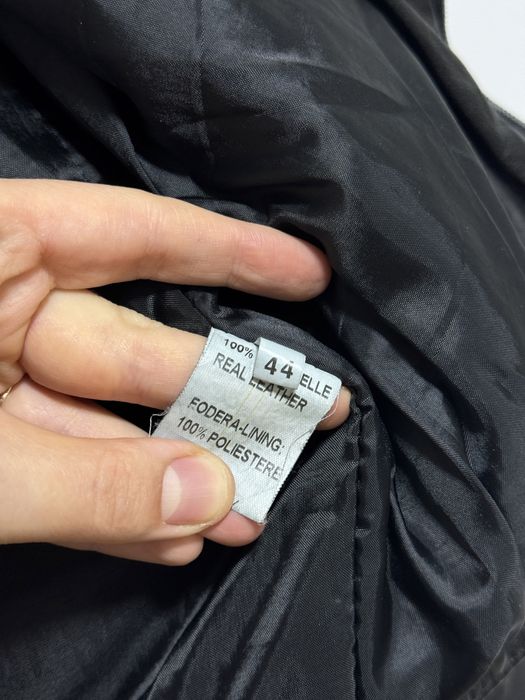 100%
44
ELLE
REAL LEATHER
FODERA-LINING:
100% POLIESTERE